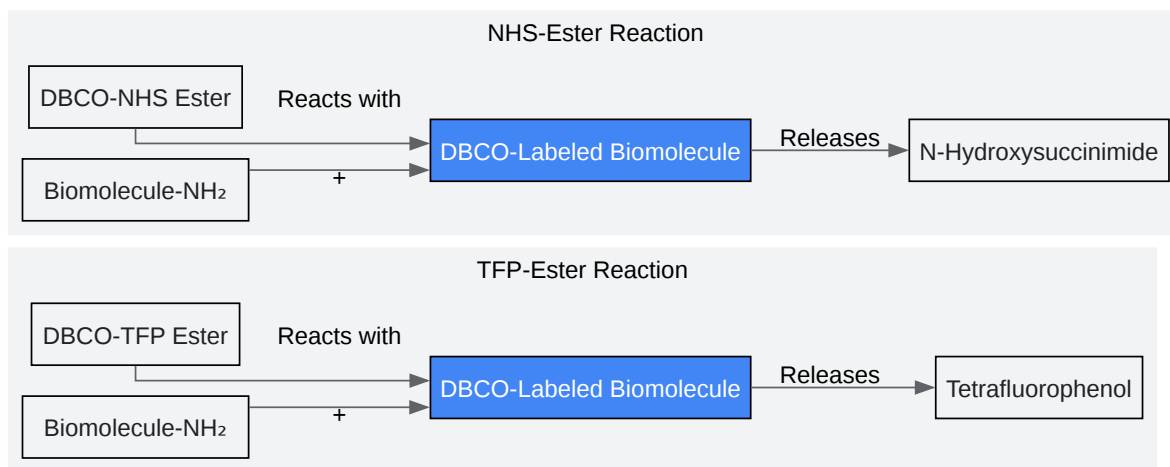 NHS-Ester Reaction
DBCO-NHS Ester
Reacts with
DBCO-Labeled Biomolecule
Releases
N-Hydroxysuccinimide
Biomolecule-NH₂
+
TFP-Ester Reaction
DBCO-TFP Ester
Reacts with
DBCO-Labeled Biomolecule
Releases
Tetrafluorophenol
Biomolecule-NH₂
+